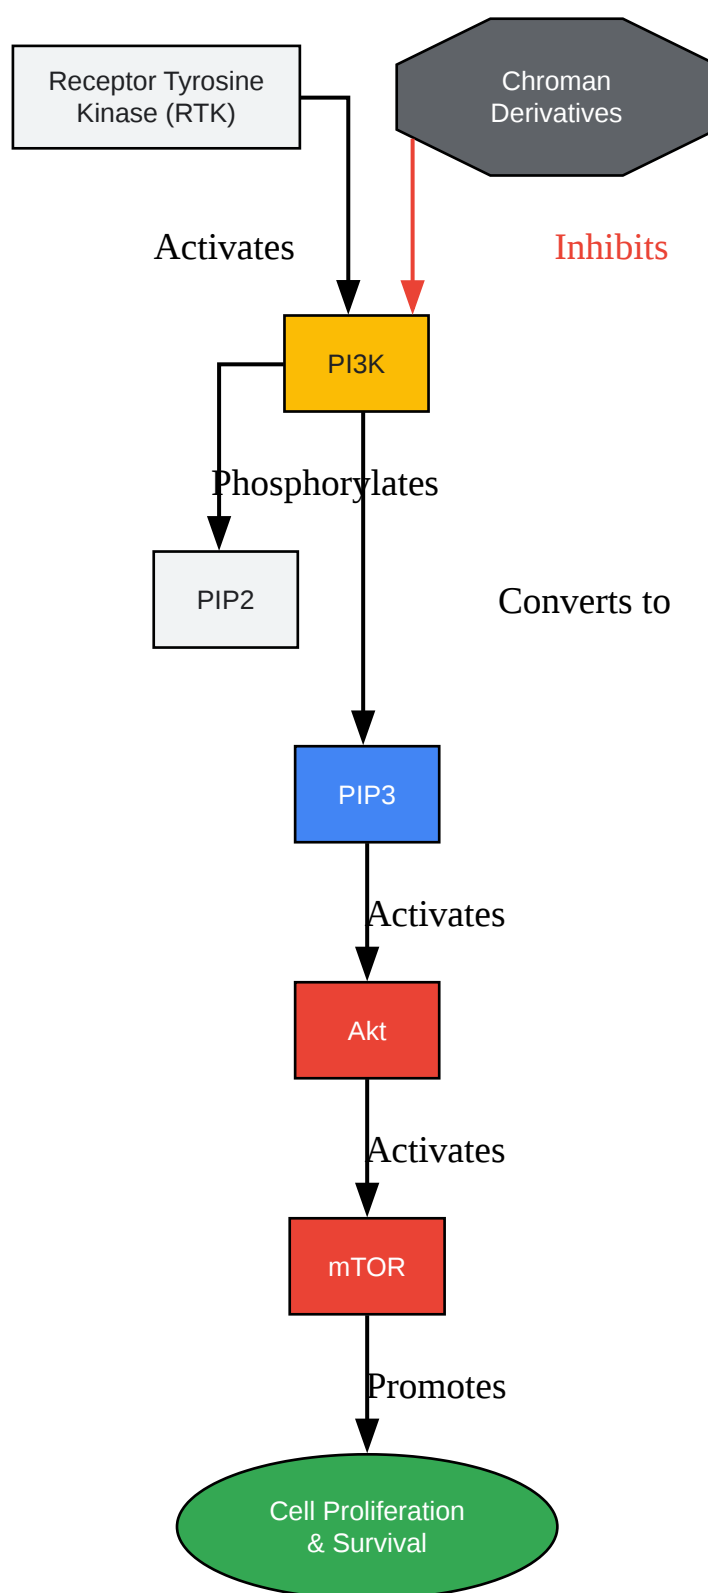 Receptor Tyrosine
Kinase (RTK)
Chroman
Derivatives
Activates
Inhibits
PI3K
Phosphorylates
PIP2
Converts to
PIP3
Activates
Akt
Activates
mTOR
Promotes
Cell Proliferation
& Survival